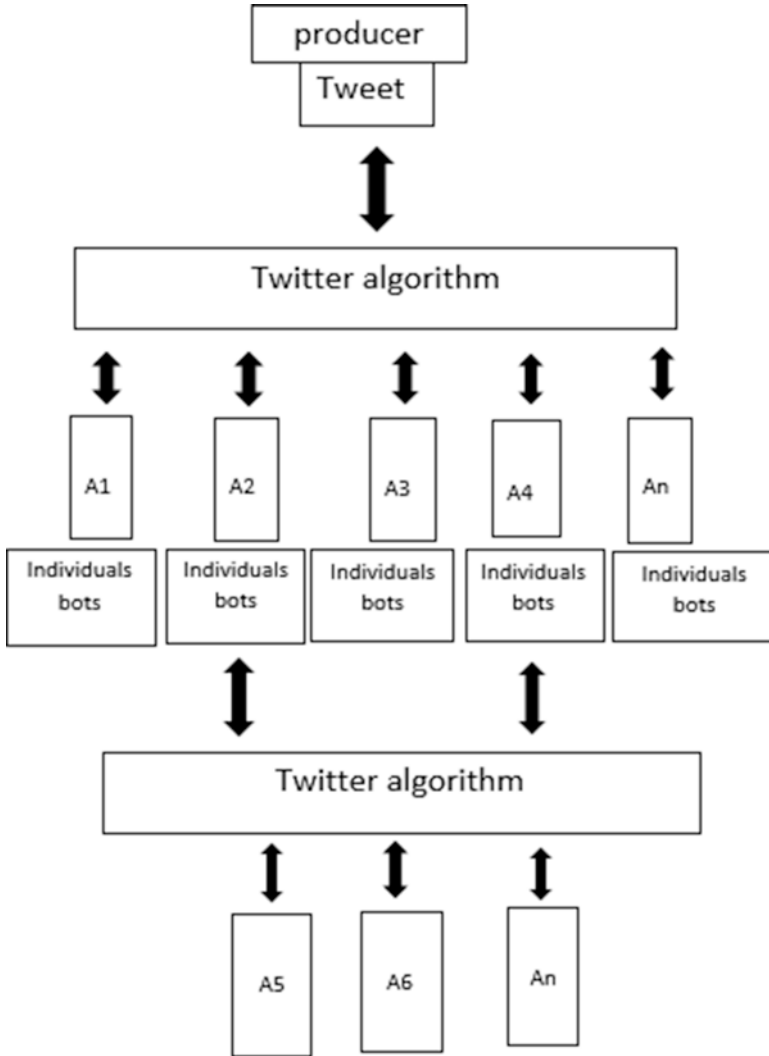 producer
Tweet
Twitter algorithm
A1
A2
A3
A4
An
Individuals
bots
Individuals
bots
Individuals
bots
Individuals
bots
Individuals
bots
Twitter algorithm
A5
A6
An